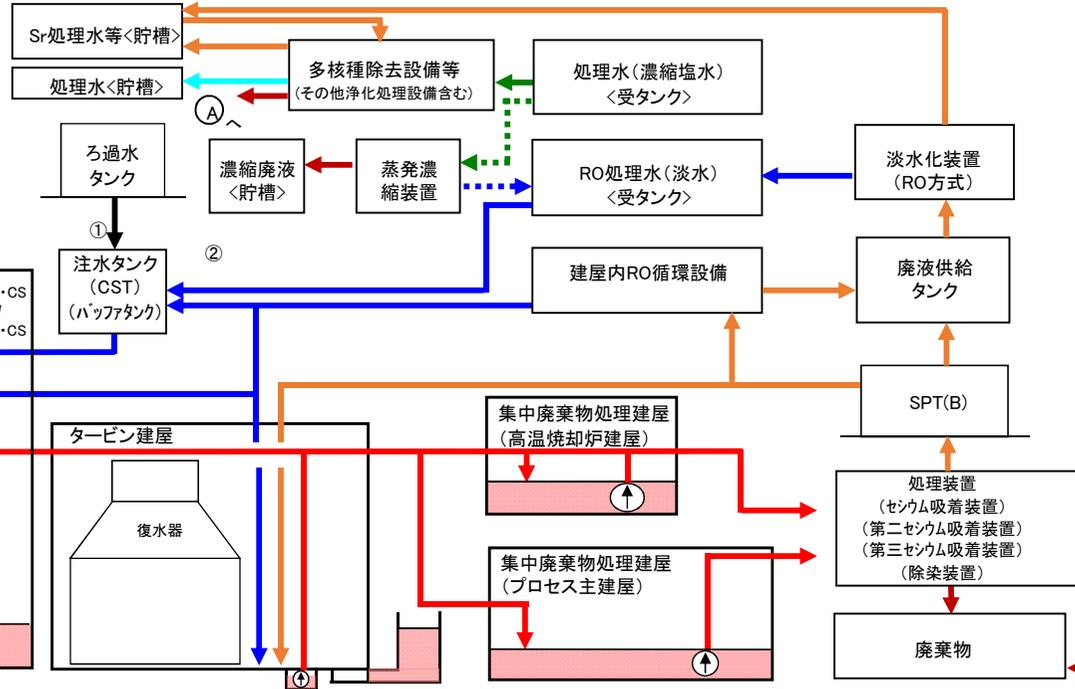 Sr処理水等<貯槽>
処理水<貯槽>
多核種除去設備等
(その他浄化処理設備含む)
処理水(濃縮塩水)
<受タンク>
Ⓐへ
ろ過水
タンク
濃縮廃液
<貯槽>
蒸発濃
縮装置
RO処理水(淡水)
<受タンク>
淡水化装置
(RO方式)
①
②
注水タンク
(CST)
(ﾊﾞｯﾌｧﾀﾝｸ)
建屋内RO循環設備
廃液供給
タンク
・CS
・CS
SPT(B)
タービン建屋
復水器
集中廃棄物処理建屋
(高温焼却炉建屋)
集中廃棄物処理建屋
(プロセス主建屋)
処理装置
(ｾｼｳﾑ吸着装置)
(第二ｾｼｳﾑ吸着装置)
(第三ｾｼｳﾑ吸着装置)
(除染装置)
廃棄物